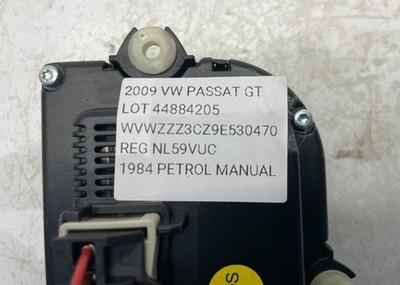 2009 VW PASSAT GT
LOT 44884205
WVWZZZ3CZ9E530470
REG NL59VUC
1984 PETROL MANUAL